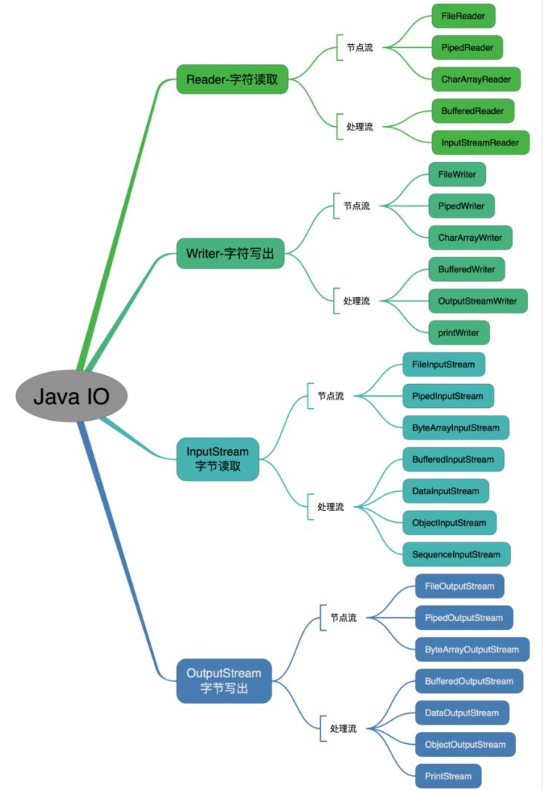 Java IO
Reader-字符读取
节点流
FileReader
PipedReader
CharArrayReader
处理流
BufferedReader
InputStreamReader
Writer-字符写出
节点流
FileWriter
PipedWriter
CharArrayWriter
处理流
BufferedWriter
OutputStreamWriter
printWriter
InputStream
字节读取
节点流
FileInputStream
PipedInputStream
ByteArrayInputStream
处理流
BufferedInputStream
DataInputStream
ObjectInputStream
SequenceInputStream
OutputStream
字节写出
节点流
FileOutputStream
PipedOutputStream
ByteArrayOutputStream
处理流
BufferedOutputStream
DataOutputStream
ObjectOutputStream
PrintStream